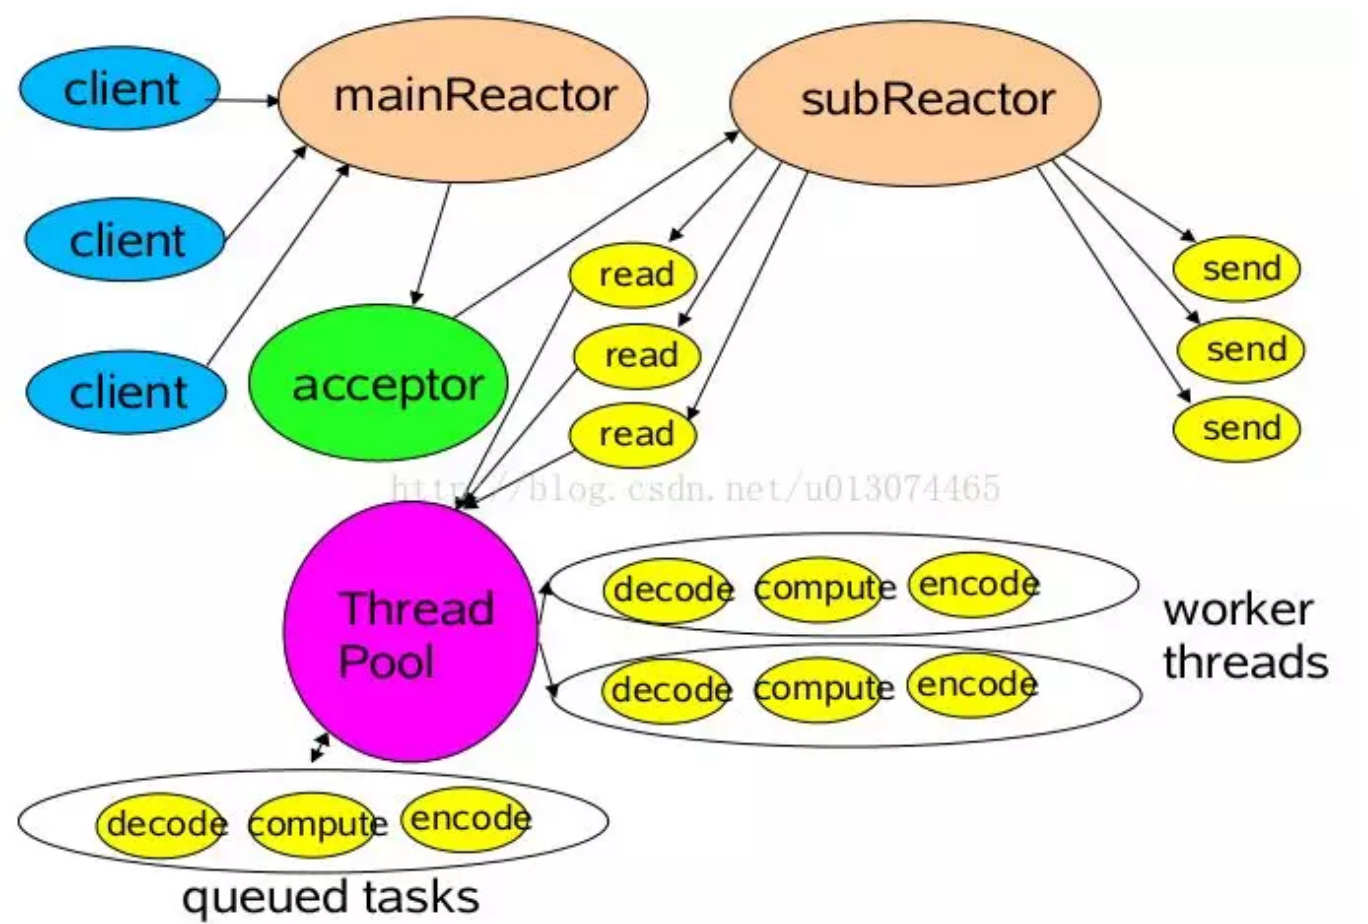 client
mainReactor
subReactor
client
read
send
read
send
client
acceptor
read
send
http://blog.csdn.net/u013074465
Thread
Pool
decode
compute
encode
worker
threads
decode
compute
encode
decode
compute
encode
queued tasks